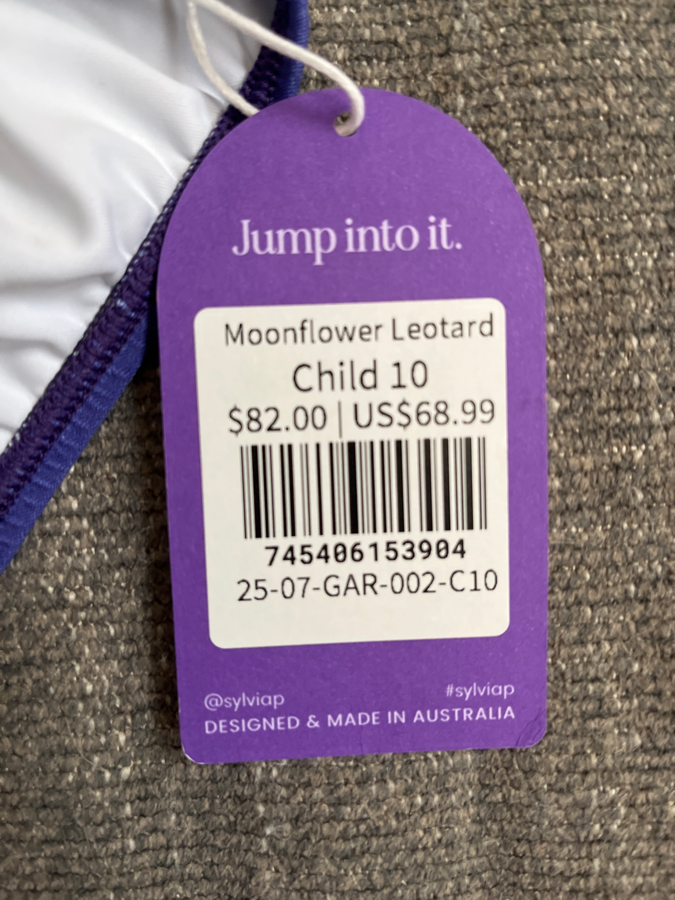 Jump into it.
Moonflower Leotard
Child 10
$82.00 | US$68.99
745406153904
25-07-GAR-002-C10
@sylviap #sylviap
DESIGNED & MADE IN AUSTRALIA